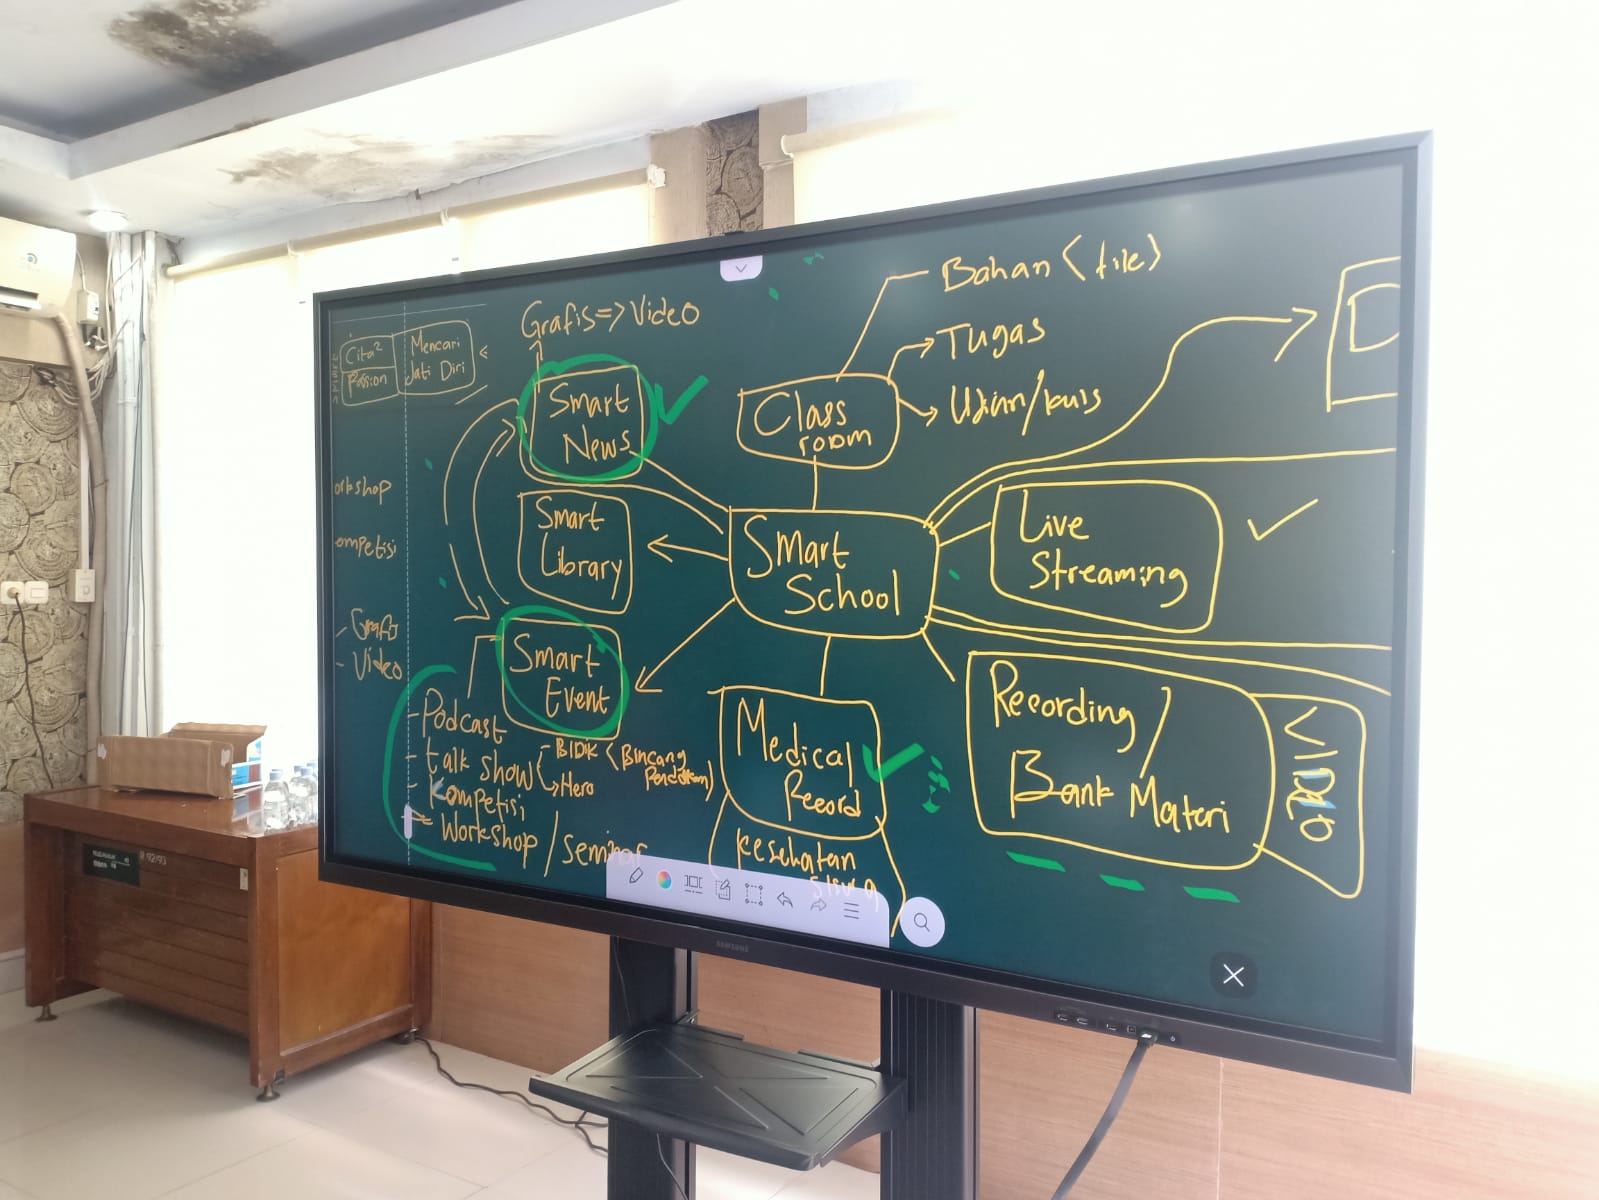 Grafis => Video
Cita²
Passion
Mencari
Jati Diri
Smart
News
Class
room
Bahan (file)
Tugas
Ujian/kuis
Smart
Library
Smart
School
Live
Streaming
orkshop
ompetisi
- Grafis
- Video
Smart
Event
- Podcast
- talk show
BIDIK (Bincang
Pendidikan)
Hero
- Kompetisi
- Workshop / Seminar
Medical
Record
kesehatan
siswa
Recording /
Bank Materi
VIDEO
SAMSUNG